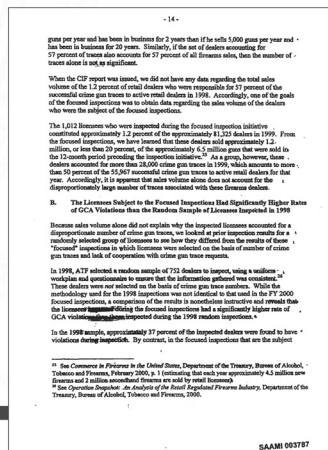 - 14 -
guns per year and has been in business for 2 years than if he sells 5,000 guns per year and
has been in business for 20 years. Similarly, if the set of dealers accounting for
57 percent of traces also accounts for 57 percent of all firearms sales, then the number of
traces alone is not as significant.
When the CIF report was issued, we did not have any data regarding the total sales
volume of the 1.2 percent of retail dealers who were responsible for 57 percent of the
successful crime gun traces to active retail dealers in 1998. Accordingly, one of the goals
of the focused inspections was to obtain data regarding the sales volume of the dealers
who were the subject of the focused inspections.
The 1,012 licensees who were inspected during the focused inspection initiative
constituted approximately 1.2 percent of the approximately 81,325 dealers in 1999. From
the focused inspections, we have learned that these dealers sold approximately 1.2
million, or less than 20 percent, of the approximately 6.5 million guns that were sold in
the 12-month period preceding the inspection initiative.25 As a group, however, these
dealers accounted for more than 28,000 crime gun traces in 1999, which amounts to more
than 50 percent of the 55,967 successful crime gun traces to active retail dealers for that
year. Accordingly, it is apparent that sales volume alone does not account for the
disproportionately large number of traces associated with these firearms dealers.
B. The Licensees Subject to the Focused Inspections Had Significantly Higher Rates
of GCA Violations than the Random Sample of Licensees Inspected in 1998
Because sales volume alone did not explain why the inspected licensees accounted for a
disproportionate number of crime gun traces, we looked at prior inspection results for a
randomly selected group of licensees to see how they differed from the results of these
"focused" inspections in which licensees were selected on the basis of number of crime
gun traces and lack of cooperation with crime gun trace requests.
In 1998, ATF selected a random sample of 752 dealers to inspect, using a uniform
workplan and questionnaire to ensure that the information gathered was consistent.26
These dealers were not selected on the basis of crime gun trace numbers. While the
methodology used for the 1998 inspections was not identical to that used in the FY 2000
focused inspections, a comparison of the results is nonetheless instructive and reveals that
the licensees inspected during the focused inspections had a significantly higher rate of
GCA violations than those inspected during the 1998 random inspections.
In the 1998 sample, approximately 37 percent of the inspected dealers were found to have
violations during inspection. By contrast, in the focused inspections that are the subject
25 See Commerce in Firearms in the United States, Department of the Treasury, Bureau of Alcohol,
Tobacco and Firearms, February 2000, p. 1 (estimating that each year approximately 4.5 million new
firearms and 2 million secondhand firearms are sold by retail licensees).
26 See Operation Snapshot: An Analysis of the Retail Regulated Firearms Industry, Department of the
Treasury, Bureau of Alcohol, Tobacco and Firearms, 2000.
SAAMI 003787